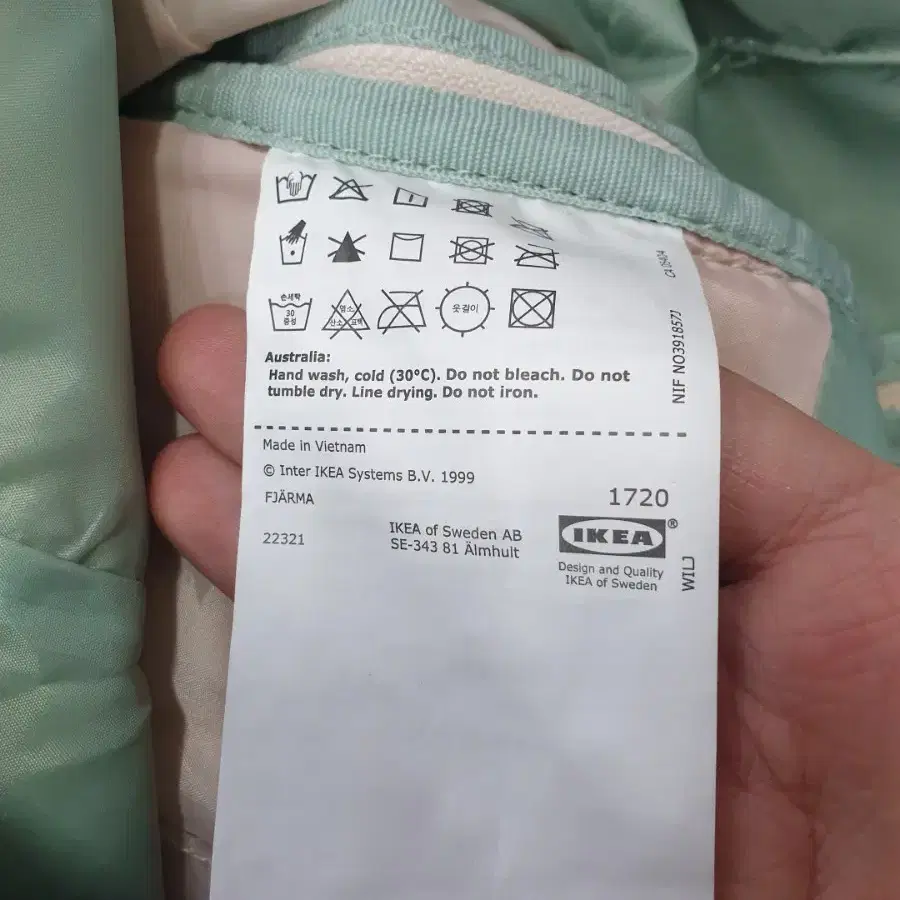 손세탁
30
중성
염소
산소 표백
옷걸이
CA 05404
NIF NO3918571
Australia:
Hand wash, cold (30°C). Do not bleach. Do not
tumble dry. Line drying. Do not iron.
Made in Vietnam
© Inter IKEA Systems B.V. 1999
FJÄRMA
1720
22321
IKEA of Sweden AB
SE-343 81 Älmhult
IKEA®
Design and Quality
IKEA of Sweden